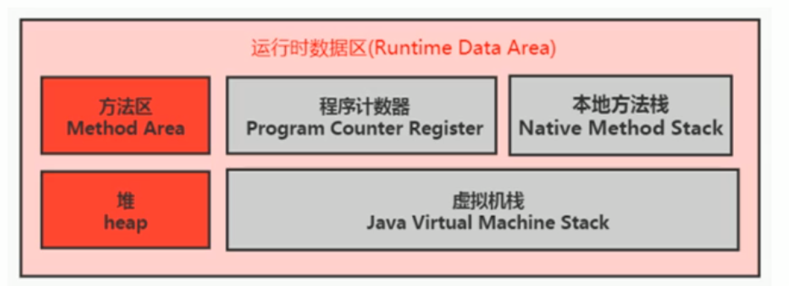 运行时数据区(Runtime Data Area)
方法区
Method Area
程序计数器
Program Counter Register
本地方法栈
Native Method Stack
堆
heap
虚拟机栈
Java Virtual Machine Stack